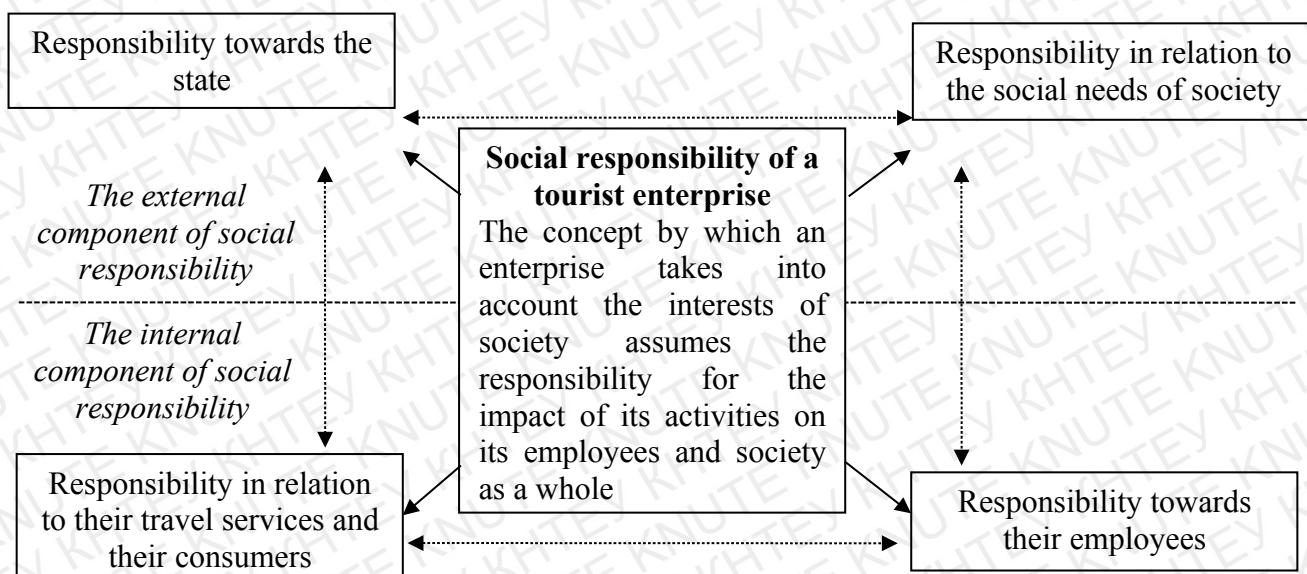 Responsibility towards the
state
Responsibility in relation to
the social needs of society
Social responsibility of a
tourist enterprise
The concept by which an
enterprise takes into
account the interests of
society assumes the
responsibility for the
impact of its activities on
its employees and society
as a whole
The external
component of social
responsibility
The internal
component of social
responsibility
Responsibility in relation
to their travel services and
their consumers
Responsibility towards
their employees
KNUTE KHTEY